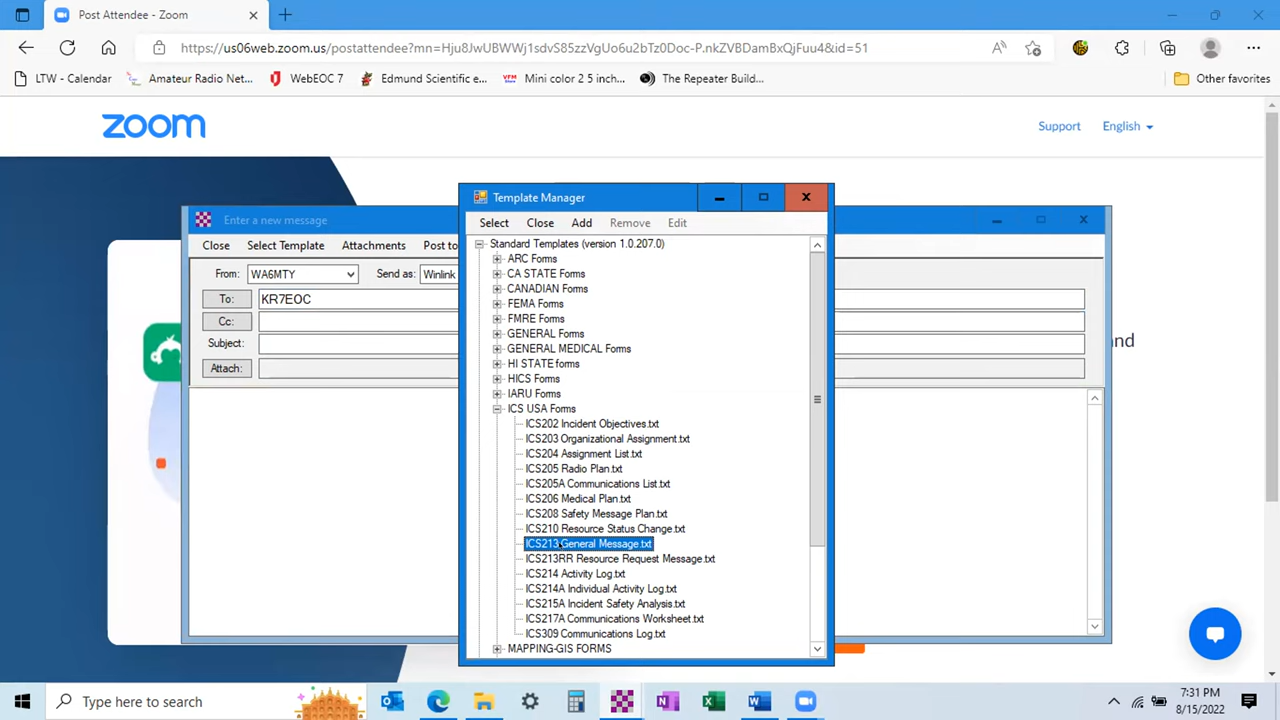 Post Attendee - Zoom
https://us06web.zoom.us/postattendee?mn=Hju8JwUBWWj1sdvS85zzVgUo6u2bTz0Doc-P.nkZVBDamBxQjFuu4&id=51
LTW - Calendar
Amateur Radio Net...
WebEOC 7
Edmund Scientific e...
Mini color 2 5 inch...
The Repeater Build...
Other favorites
zoom
Support
English
and
Enter a new message
Close
Select Template
Attachments
Post to
From:
WA6MTY
Send as:
Winlink
To:
KR7EOC
Cc:
Subject:
Attach:
Template Manager
Select
Close
Add
Remove
Edit
Standard Templates (version 1.0.207.0)
ARC Forms
CA STATE Forms
CANADIAN Forms
FEMA Forms
FMRE Forms
GENERAL Forms
GENERAL MEDICAL Forms
HI STATE forms
HICS Forms
IARU Forms
ICS USA Forms
ICS202 Incident Objectives.txt
ICS203 Organizational Assignment.txt
ICS204 Assignment List.txt
ICS205 Radio Plan.txt
ICS205A Communications List.txt
ICS206 Medical Plan.txt
ICS208 Safety Message Plan.txt
ICS210 Resource Status Change.txt
ICS213 General Message.txt
ICS213RR Resource Request Message.txt
ICS214 Activity Log.txt
ICS214A Individual Activity Log.txt
ICS215A Incident Safety Analysis.txt
ICS217A Communications Worksheet.txt
ICS309 Communications Log.txt
MAPPING-GIS FORMS
Type here to search
7:31 PM
8/15/2022